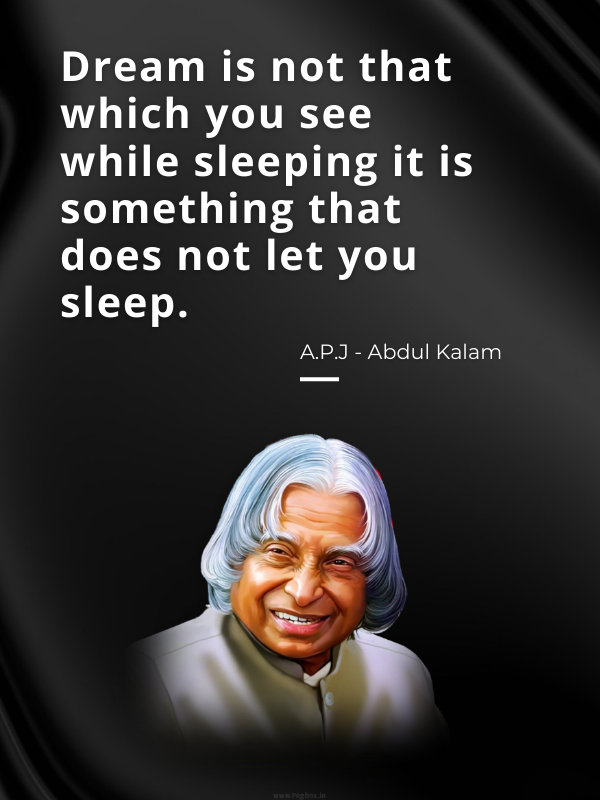 Dream is not that
which you see
while sleeping it is
something that
does not let you
sleep.
A.P.J - Abdul Kalam